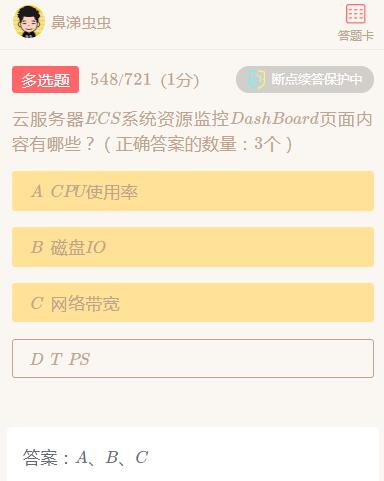 鼻涕虫虫
答题卡
多选题 548/721 (1分) 断点续答保护中
云服务器ECS系统资源监控DashBoard页面内
容有哪些？（正确答案的数量：3个）
A CPU使用率
B 磁盘IO
C 网络带宽
D T PS
答案：A、B、C